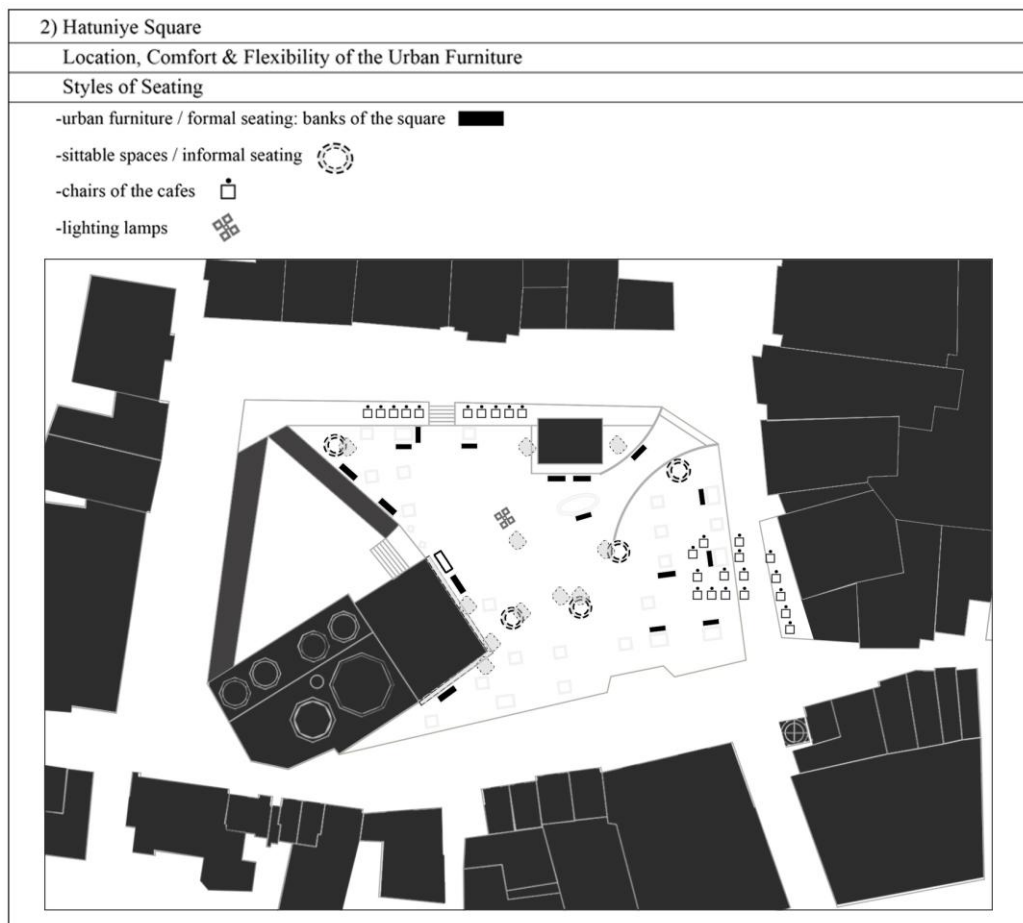 2) Hatuniye Square
Location, Comfort & Flexibility of the Urban Furniture
Styles of Seating
-urban furniture / formal seating: banks of the square
-sittable spaces / informal seating
-chairs of the cafes
-lighting lamps